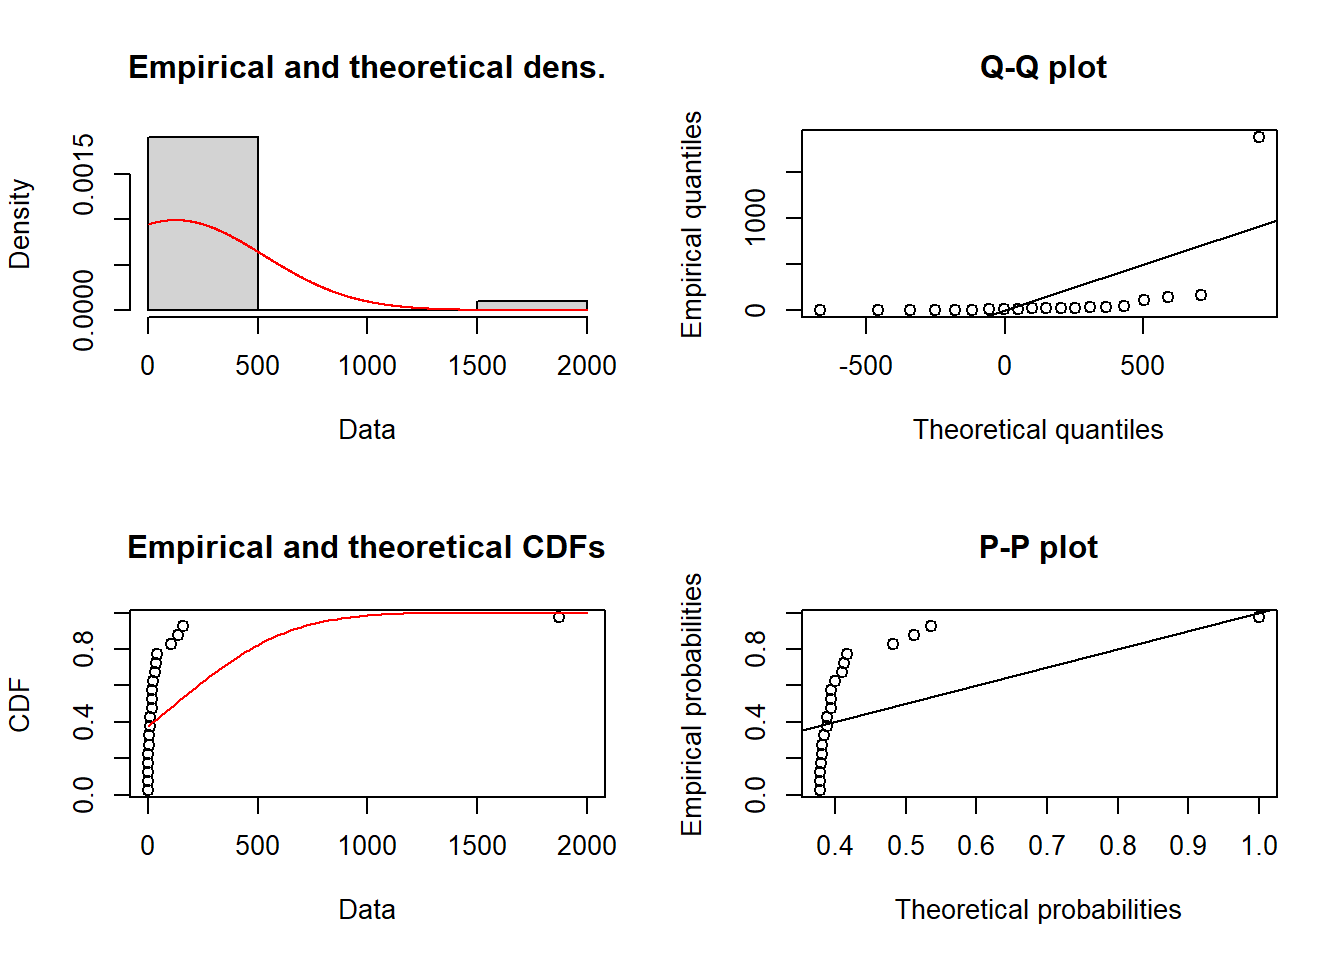 Empirical and theoretical dens.
Density
0.0000 0.0015
0 500 1000 1500 2000
Data
Q-Q plot
Empirical quantiles
0 1000
-500 0 500
Theoretical quantiles
Empirical and theoretical CDFs
CDF
0.0 0.4 0.8
0 500 1000 1500 2000
Data
P-P plot
Empirical probabilities
0.0 0.4 0.8
0.4 0.5 0.6 0.7 0.8 0.9 1.0
Theoretical probabilities